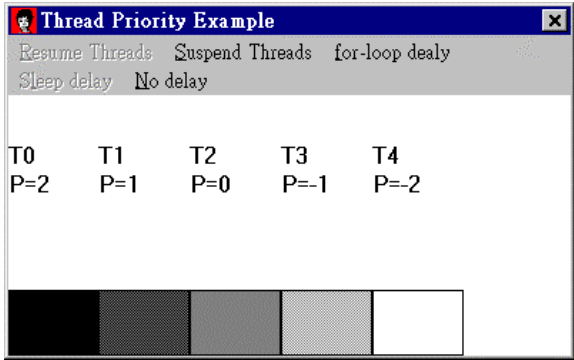 Thread Priority Example
Resume Threads Suspend Threads for-loop dealy
Sleep delay No delay
T0 T1 T2 T3 T4
P=2 P=1 P=0 P=-1 P=-2